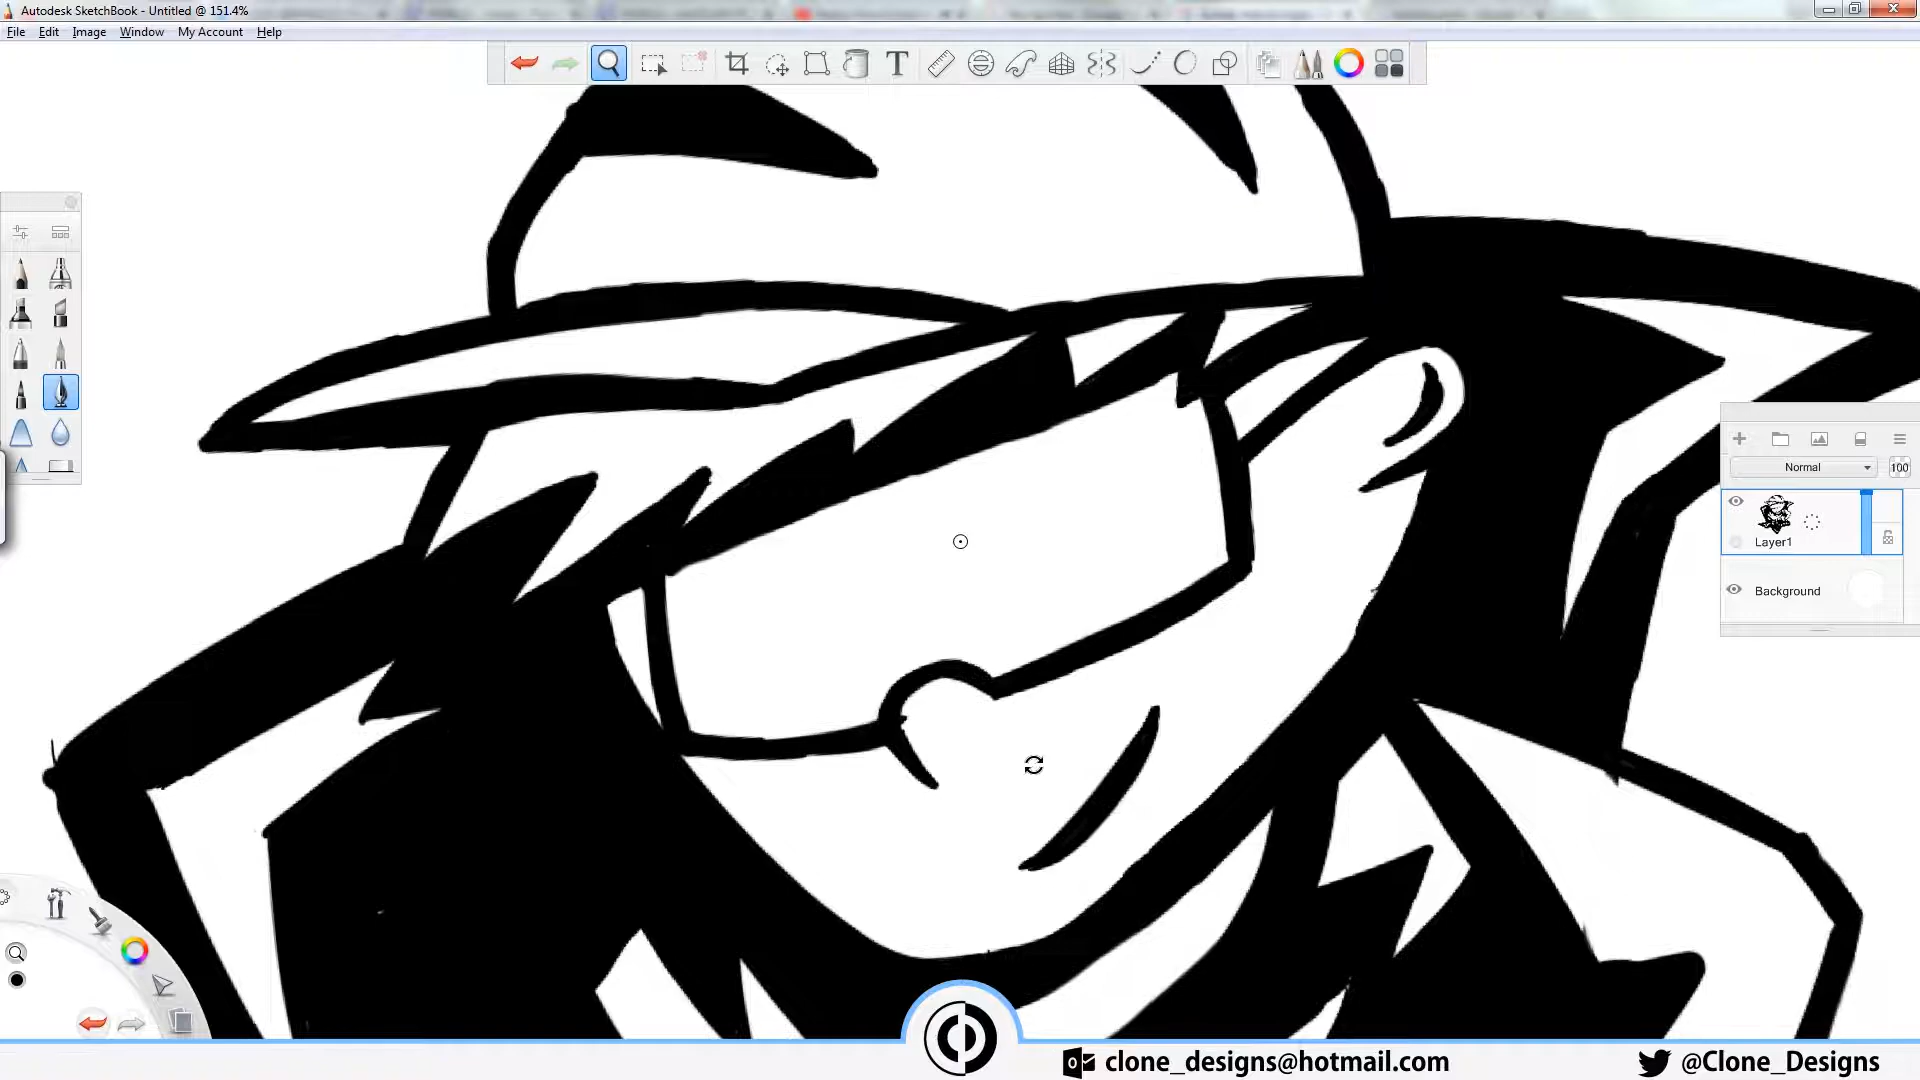 Autodesk SketchBook - Untitled @ 151.4%
File Edit Image Window My Account Help
T
Normal 100
Layer1
Background
clone_designs@hotmail.com @Clone_Designs